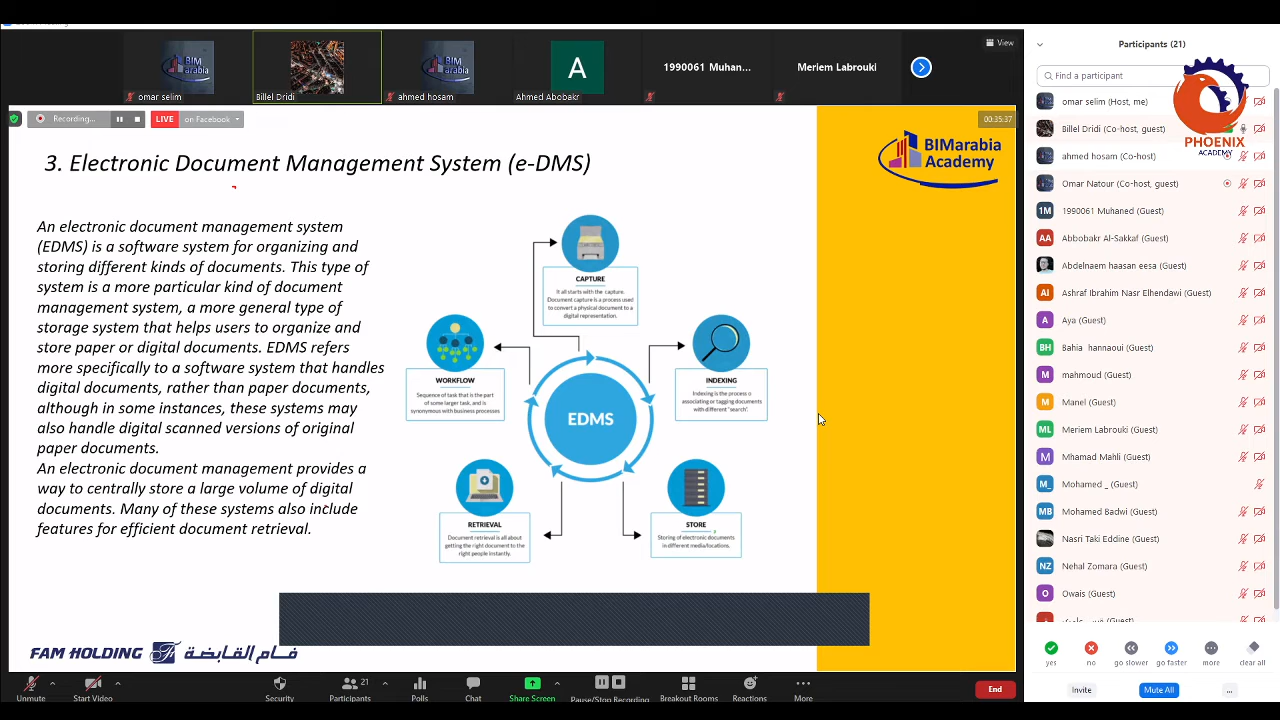 View
Participants (21)
BIM
arabia
A
1990061 Muhan...
Meriem Labrouki
omar selim
Billel Dridi
ahmed hosam
Ahmed Abobakr
Find a participant
Recording...
LIVE on Facebook
00:35:37
3. Electronic Document Management System (e-DMS)
BIMarabia
Academy
PHOENIX
ACADEMY
An electronic document management system
(EDMS) is a software system for organizing and
storing different kinds of documents. This type of
system is a more particular kind of document
management system, a more general type of
storage system that helps users to organize and
store paper or digital documents. EDMS refers
more specifically to a software system that handles
digital documents, rather than paper documents,
although in some instances, these systems may
also handle digital scanned versions of original
paper documents.
An electronic document management provides a
way to centrally store a large volume of digital
documents. Many of these systems also include
features for efficient document retrieval.
CAPTURE
It all starts with the capture.
Document capture is a process used
to convert a physical document to a
digital representation.
WORKFLOW
Sequence of task that is the part
of some larger task, and is
synonymous with business processes
INDEXING
Indexing is the process o
associating or tagging documents
with different "search".
EDMS
RETRIEVAL
Document retrieval is all about
getting the right document to the
right people instantly.
STORE
Storing of electronic documents
in different media/locations.
FAM HOLDING فام القابضة
omar selim (Host, me)
Billel Dridi (Co-host, guest)
ahmed hosam (Co-host)
Omar Natour (Co-host, guest)
1M 1990061 Muhaned (Guest)
AA Abbobakr Al-Sakkaf (Guest)
Abdelnaem hassan eesa (Guest)
AI Ashraf Ibrahim Nasr Elhendawi (Guest)
A Aya (Guest)
BH Bahia hannachi (Guest)
m mahmoud (Guest)
M Manel (Guest)
ML Meriem Labrouki (Guest)
M Mhamad Mahli (Guest)
M_ Mohamed _ (Guest)
MB Mohamed Badwi (Guest)
Nasri Taka Eddine (Guest)
NZ Nehal Zomara (Guest)
O Owais (Guest)
yes
no
go slower
go faster
more
clear all
Unmute
Start Video
Security
Participants
21
Polls
Chat
Share Screen
Pause/Stop Recording
Breakout Rooms
Reactions
More
End
Invite
Mute All
...